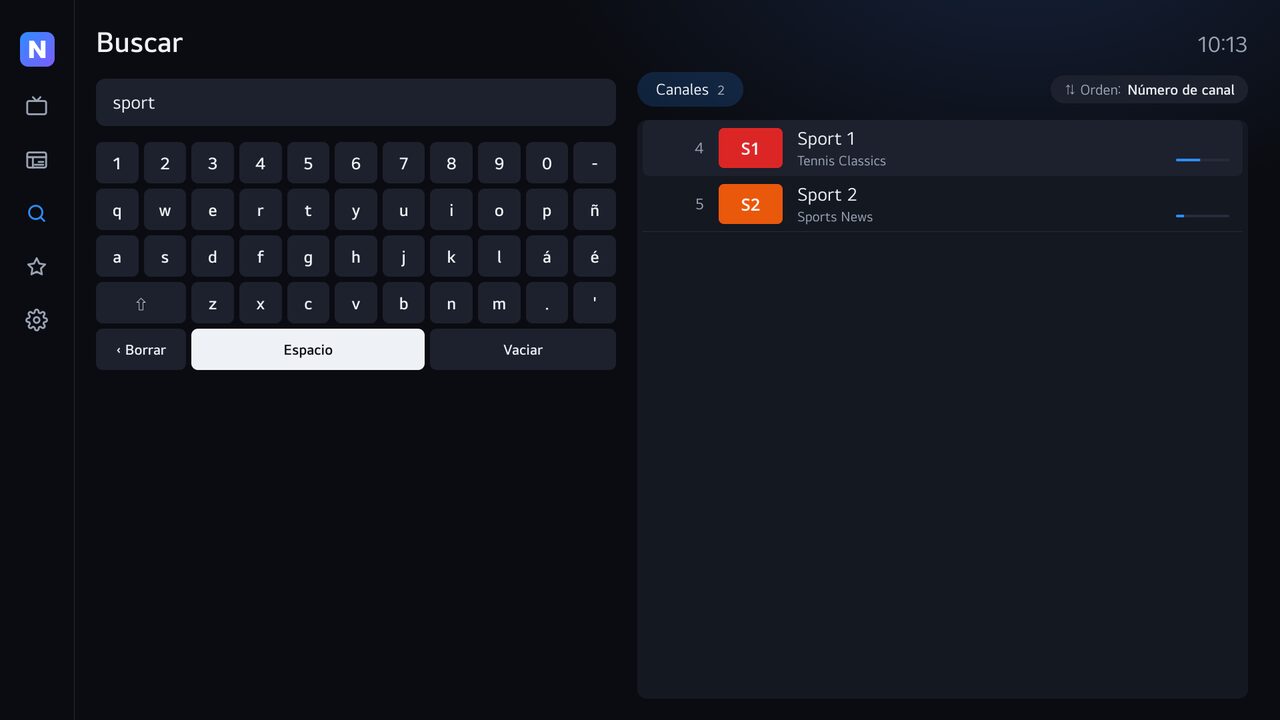 N
Buscar
10:13
sport
1 2 3 4 5 6 7 8 9 0 -
q w e r t y u i o p ñ
a s d f g h j k l á é
⇧ z x c v b n m . '
‹ Borrar Espacio Vaciar
Canales 2
⇅ Orden: Número de canal
4 S1 Sport 1
Tennis Classics
5 S2 Sport 2
Sports News